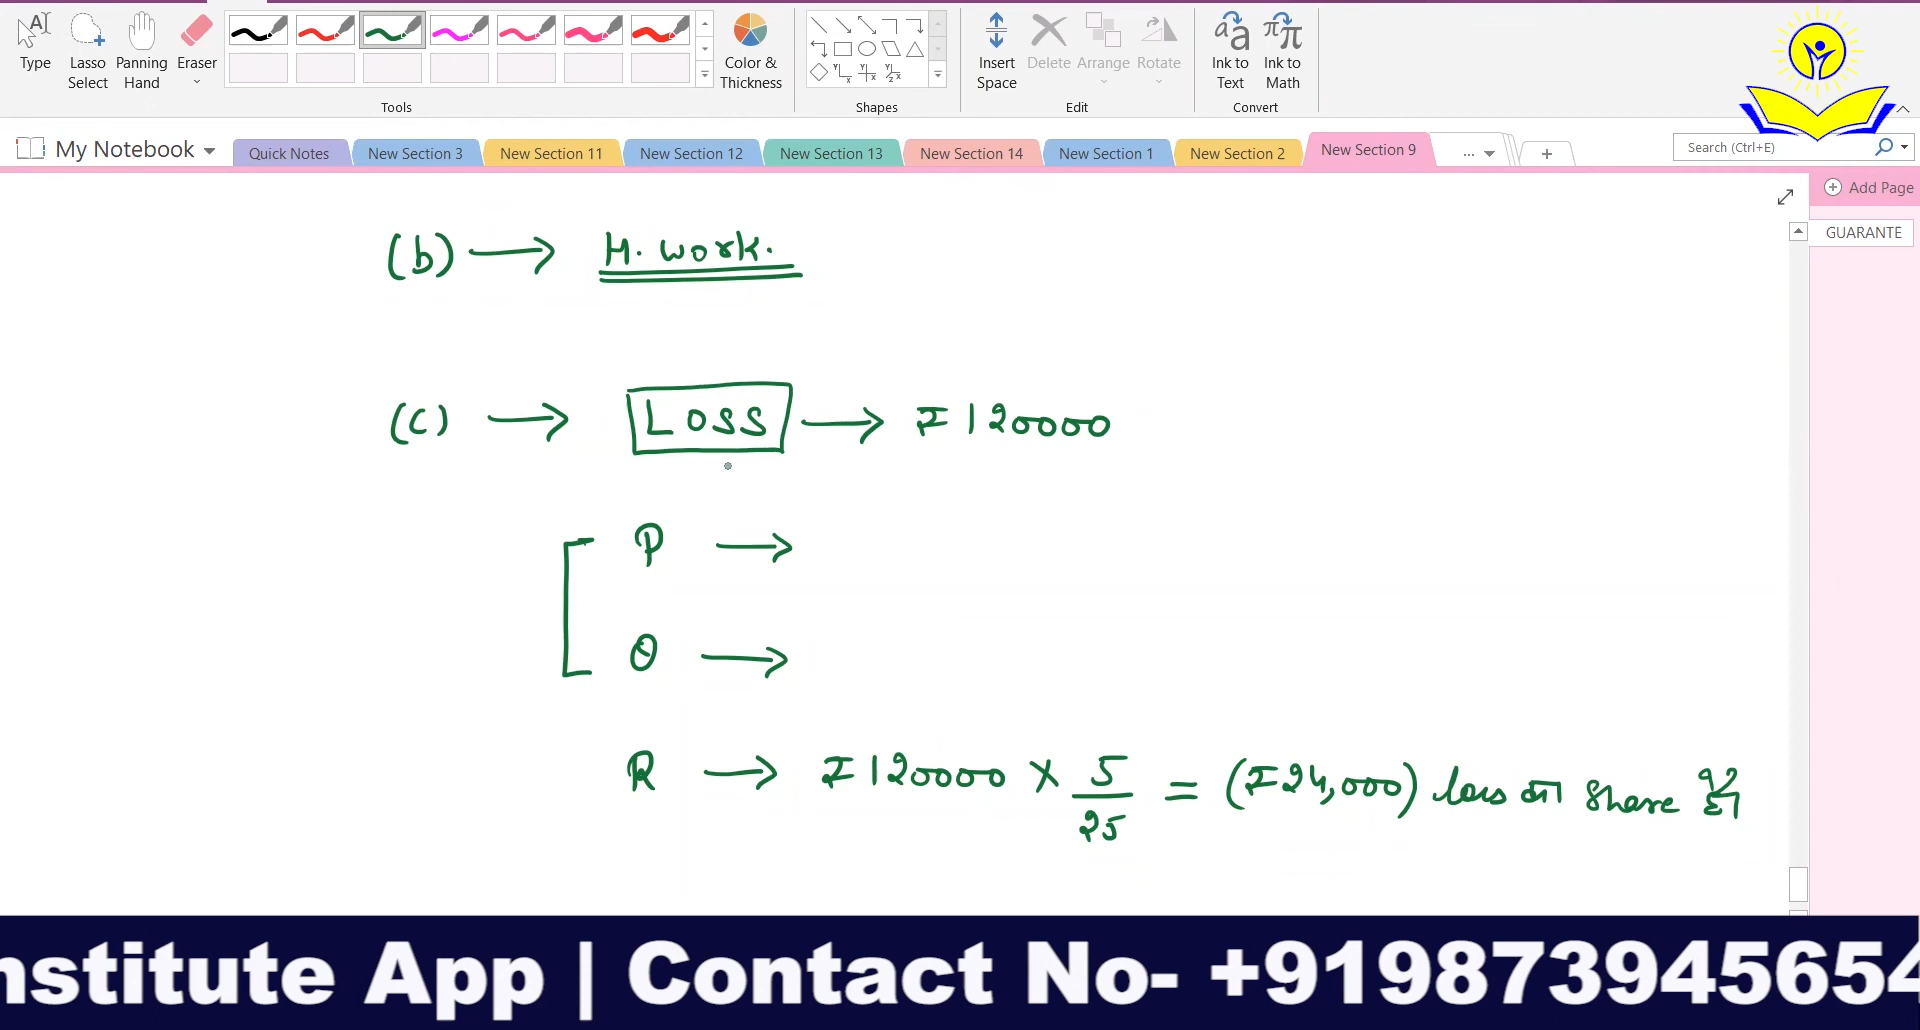 Type
Lasso Select
Panning Hand
Eraser
Color & Thickness
Insert Space
Delete
Arrange
Rotate
Ink to Text
Ink to Math
Tools
Shapes
Edit
Convert
My Notebook
Quick Notes
New Section 3
New Section 11
New Section 12
New Section 13
New Section 14
New Section 1
New Section 2
New Section 9
...
Search (Ctrl+E)
Add Page
GUARANTE
(b) → H. work.
(c) → LOSS → ₹120000
P →
Q →
R → ₹120000 × 5/25 = (₹24,000) loss का share
nstitute App | Contact No- +919873945654